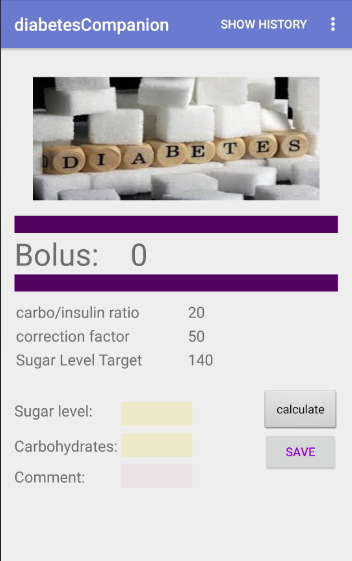 diabetesCompanion SHOW HISTORY
DIABETES
Bolus: 0
carbo/insulin ratio 20
correction factor 50
Sugar Level Target 140
Sugar level:
calculate
Carbohydrates:
SAVE
Comment: